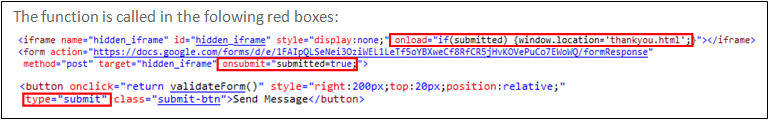 The function is called in the folowing red boxes:
<iframe name="hidden_iframe" id="hidden_iframe" style="display:none;" onload="if(submitted) {window.location='thankyou.html';}"></iframe>
<form action="https://docs.google.com/forms/d/e/1FAIpQLSeNei3OziWEL1LeTf5oYBXweCf8RfCR5jHvKOVePuCo7EWoWQ/formResponse"
method="post" target="hidden_iframe" onsubmit="submitted=true;">
<button onclick="return validateForm()" style="right:200px;top:20px;position:relative;"
type="submit" class="submit-btn">Send Message</button>